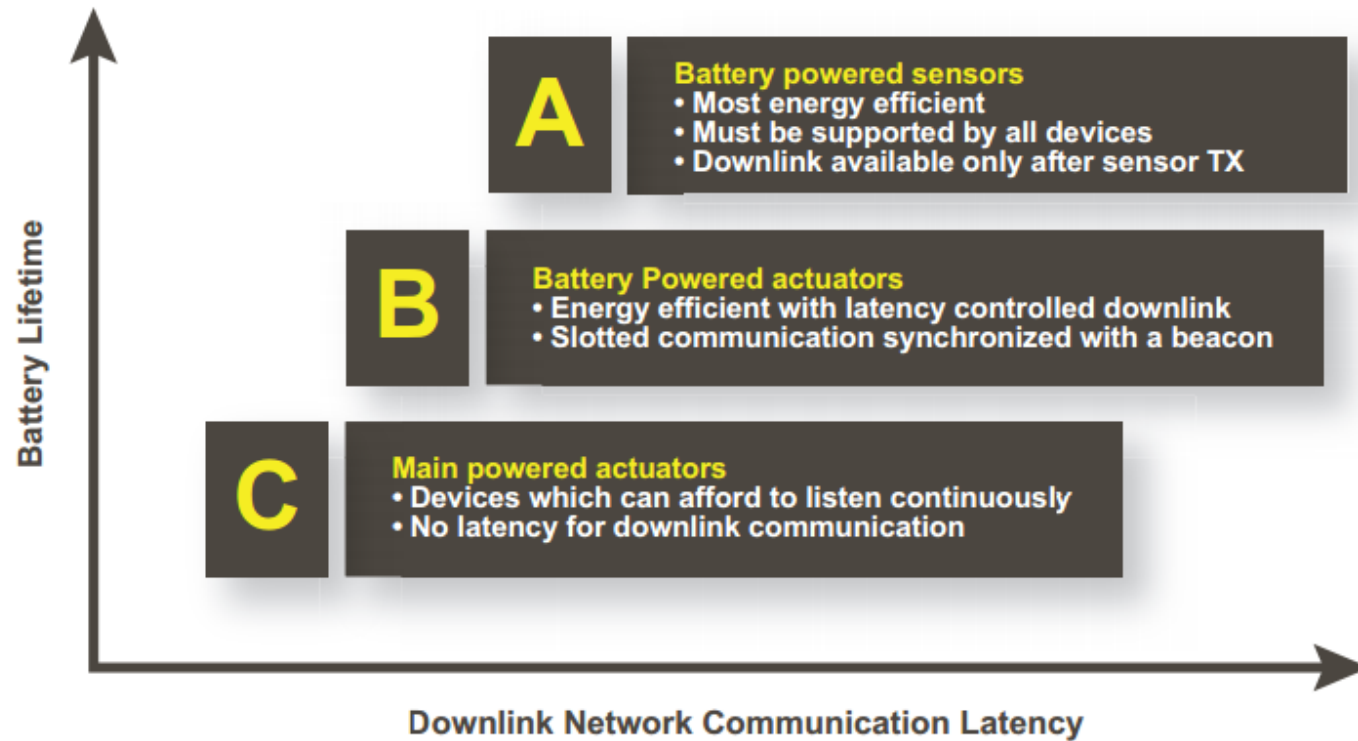 Battery Lifetime
A
Battery powered sensors
• Most energy efficient
• Must be supported by all devices
• Downlink available only after sensor TX
B
Battery Powered actuators
• Energy efficient with latency controlled downlink
• Slotted communication synchronized with a beacon
C
Main powered actuators
• Devices which can afford to listen continuously
• No latency for downlink communication
Downlink Network Communication Latency